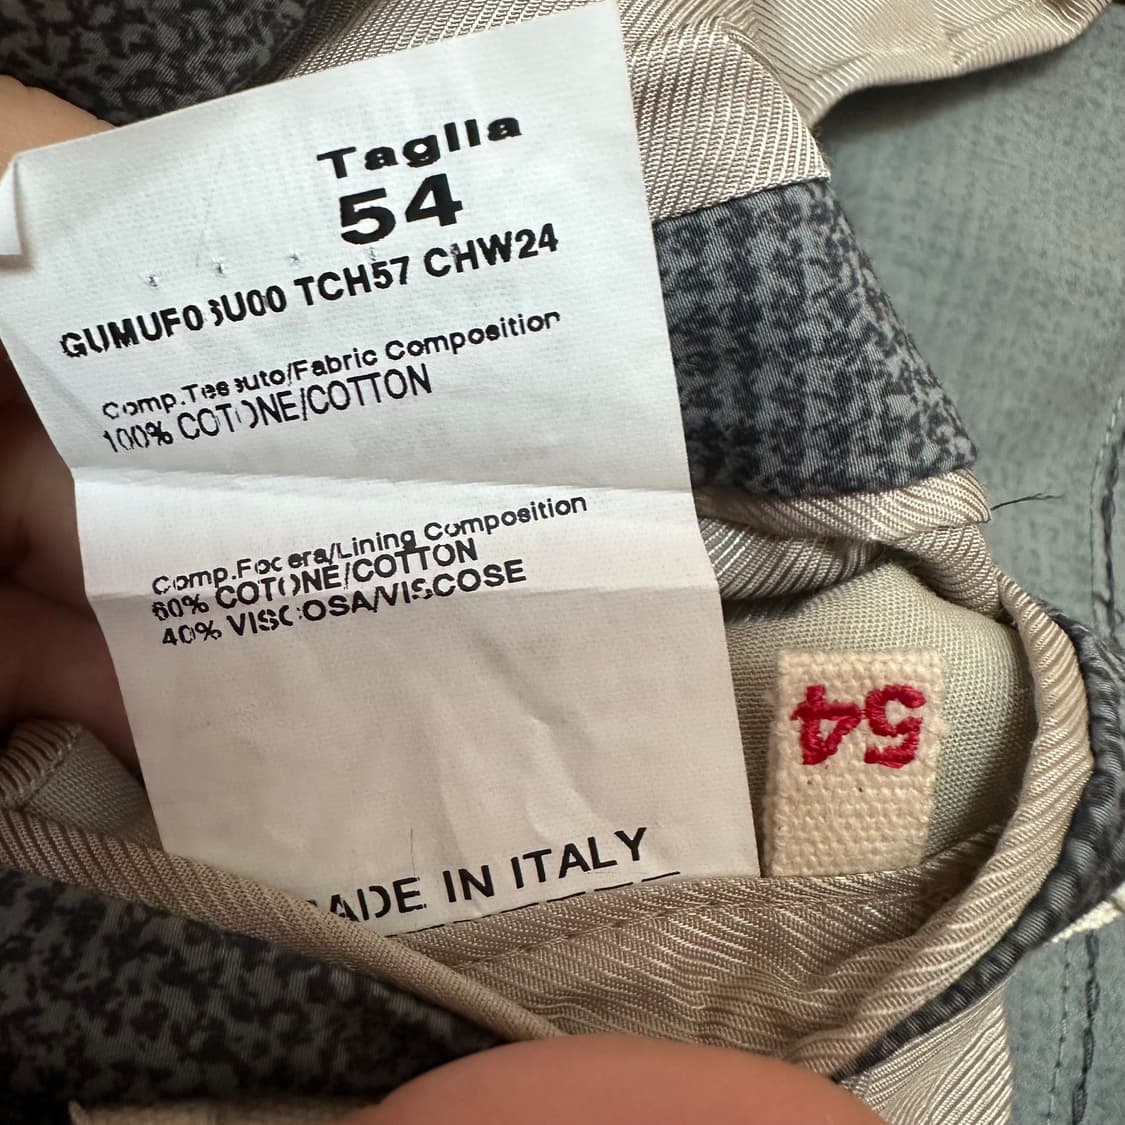 Taglia
54
GUMUF03U00 TCH57 CHW24
Comp.Tessuto/Fabric Composition
100% COTONE/COTTON
Comp.Focera/Lining Composition
60% COTONE/COTTON
40% VISCOSA/VISCOSE
MADE IN ITALY
54